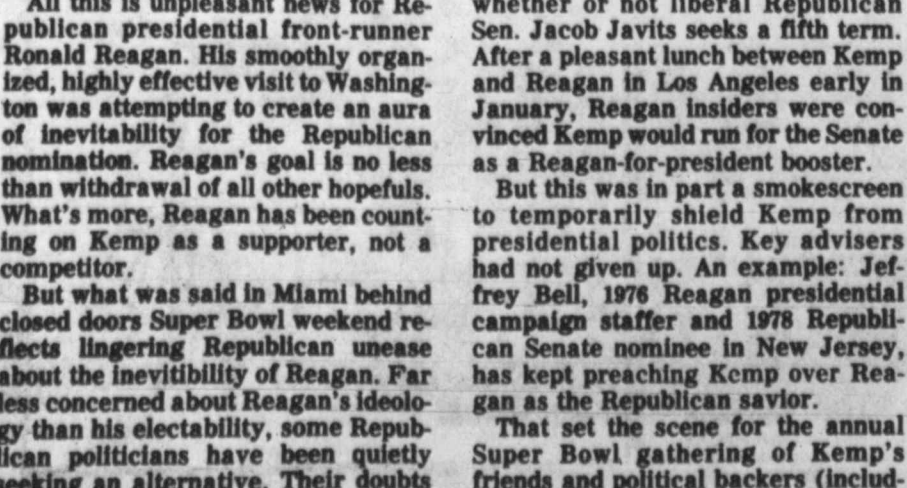 All this is unpleasant news for Re-
publican presidential front-runner
Ronald Reagan. His smoothly organ-
ized, highly effective visit to Washing-
ton was attempting to create an aura
of inevitability for the Republican
nomination. Reagan's goal is no less
than withdrawal of all other hopefuls.
What's more, Reagan has been count-
ing on Kemp as a supporter, not a
competitor.
But what was said in Miami behind
closed doors Super Bowl weekend re-
flects lingering Republican unease
about the inevitibility of Reagan. Far
less concerned about Reagan's ideolo-
gy than his electability, some Repub-
lican politicians have been quietly
seeking an alternative. Their doubts
whether or not liberal Republican
Sen. Jacob Javits seeks a fifth term.
After a pleasant lunch between Kemp
and Reagan in Los Angeles early in
January, Reagan insiders were con-
vinced Kemp would run for the Senate
as a Reagan-for-president booster.
But this was in part a smokescreen
to temporarily shield Kemp from
presidential politics. Key advisers
had not given up. An example: Jef-
frey Bell, 1976 Reagan presidential
campaign staffer and 1978 Republi-
can Senate nominee in New Jersey,
has kept preaching Kemp over Rea-
gan as the Republican savior.
That set the scene for the annual
Super Bowl gathering of Kemp's
friends and political backers (includ-